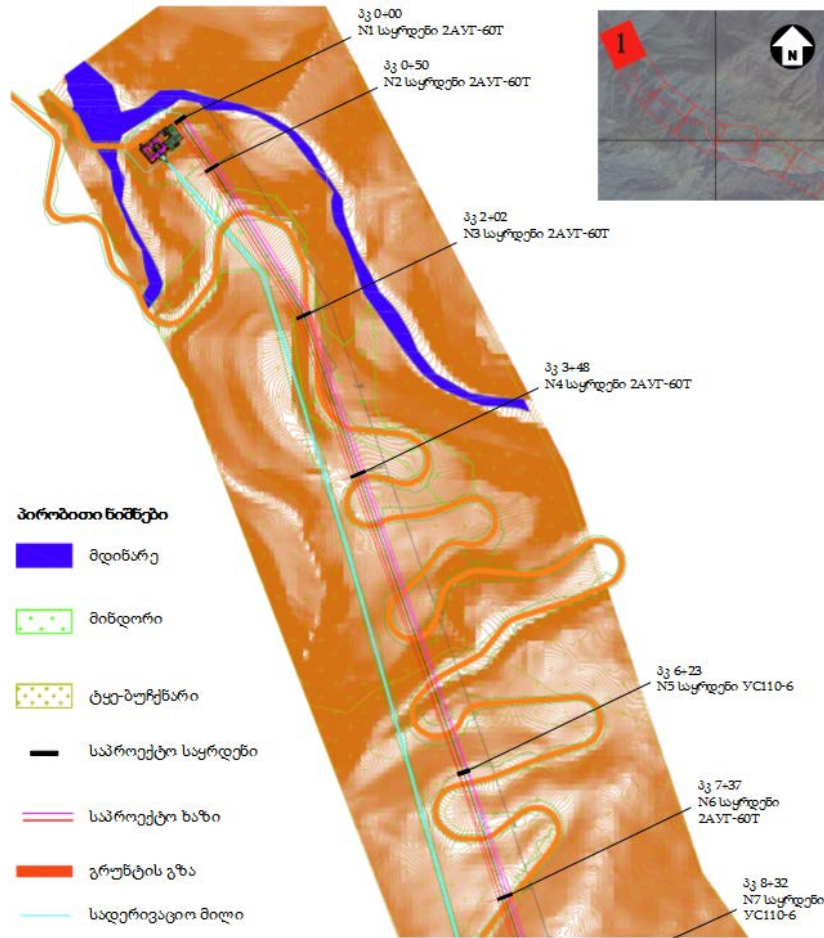 პკ 0+00
N1 საყრდენი 2АУГ-60Т
პკ 0+50
N2 საყრდენი 2АУГ-60Т
1
N
პკ 2+02
N3 საყრდენი 2АУГ-60Т
პკ 3+48
N4 საყრდენი 2АУГ-60Т
პირობითი ნიშნები
მდინარე
მინდორი
ტყე-ბუჩქნარი
საპროექტო საყრდენი
საპროექტო ხაზი
გრუნტის გზა
სადერივაციო მილი
პკ 6+23
N5 საყრდენი УС110-6
პკ 7+37
N6 საყრდენი
2АУГ-60Т
პკ 8+32
N7 საყრდენი
УС110-6